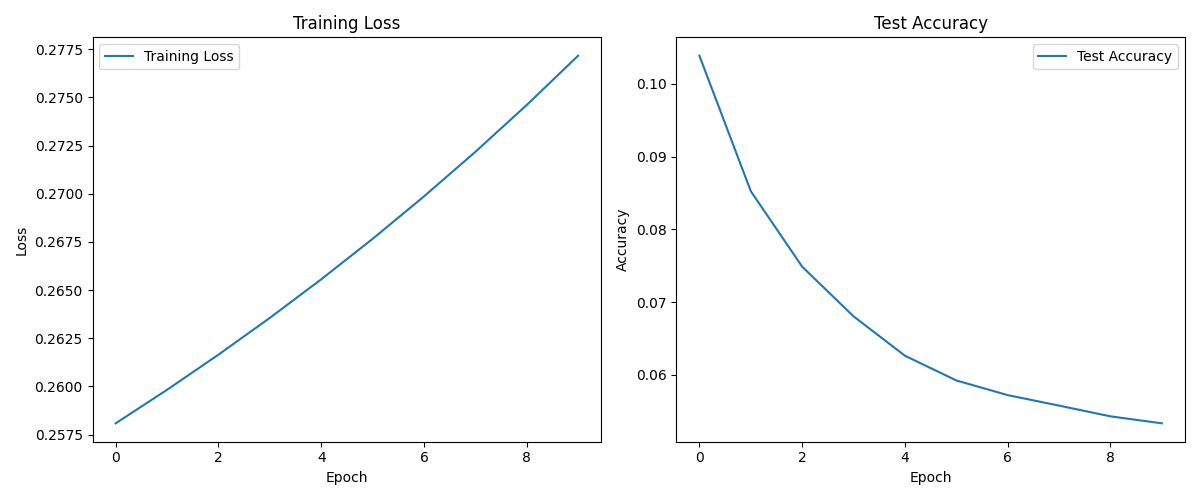 Training Loss
Training Loss
0.2775
0.2750
0.2725
0.2700
0.2675
0.2650
0.2625
0.2600
0.2575
Loss
0 2 4 6 8
Epoch
Test Accuracy
Test Accuracy
0.10
0.09
0.08
0.07
0.06
Accuracy
0 2 4 6 8
Epoch